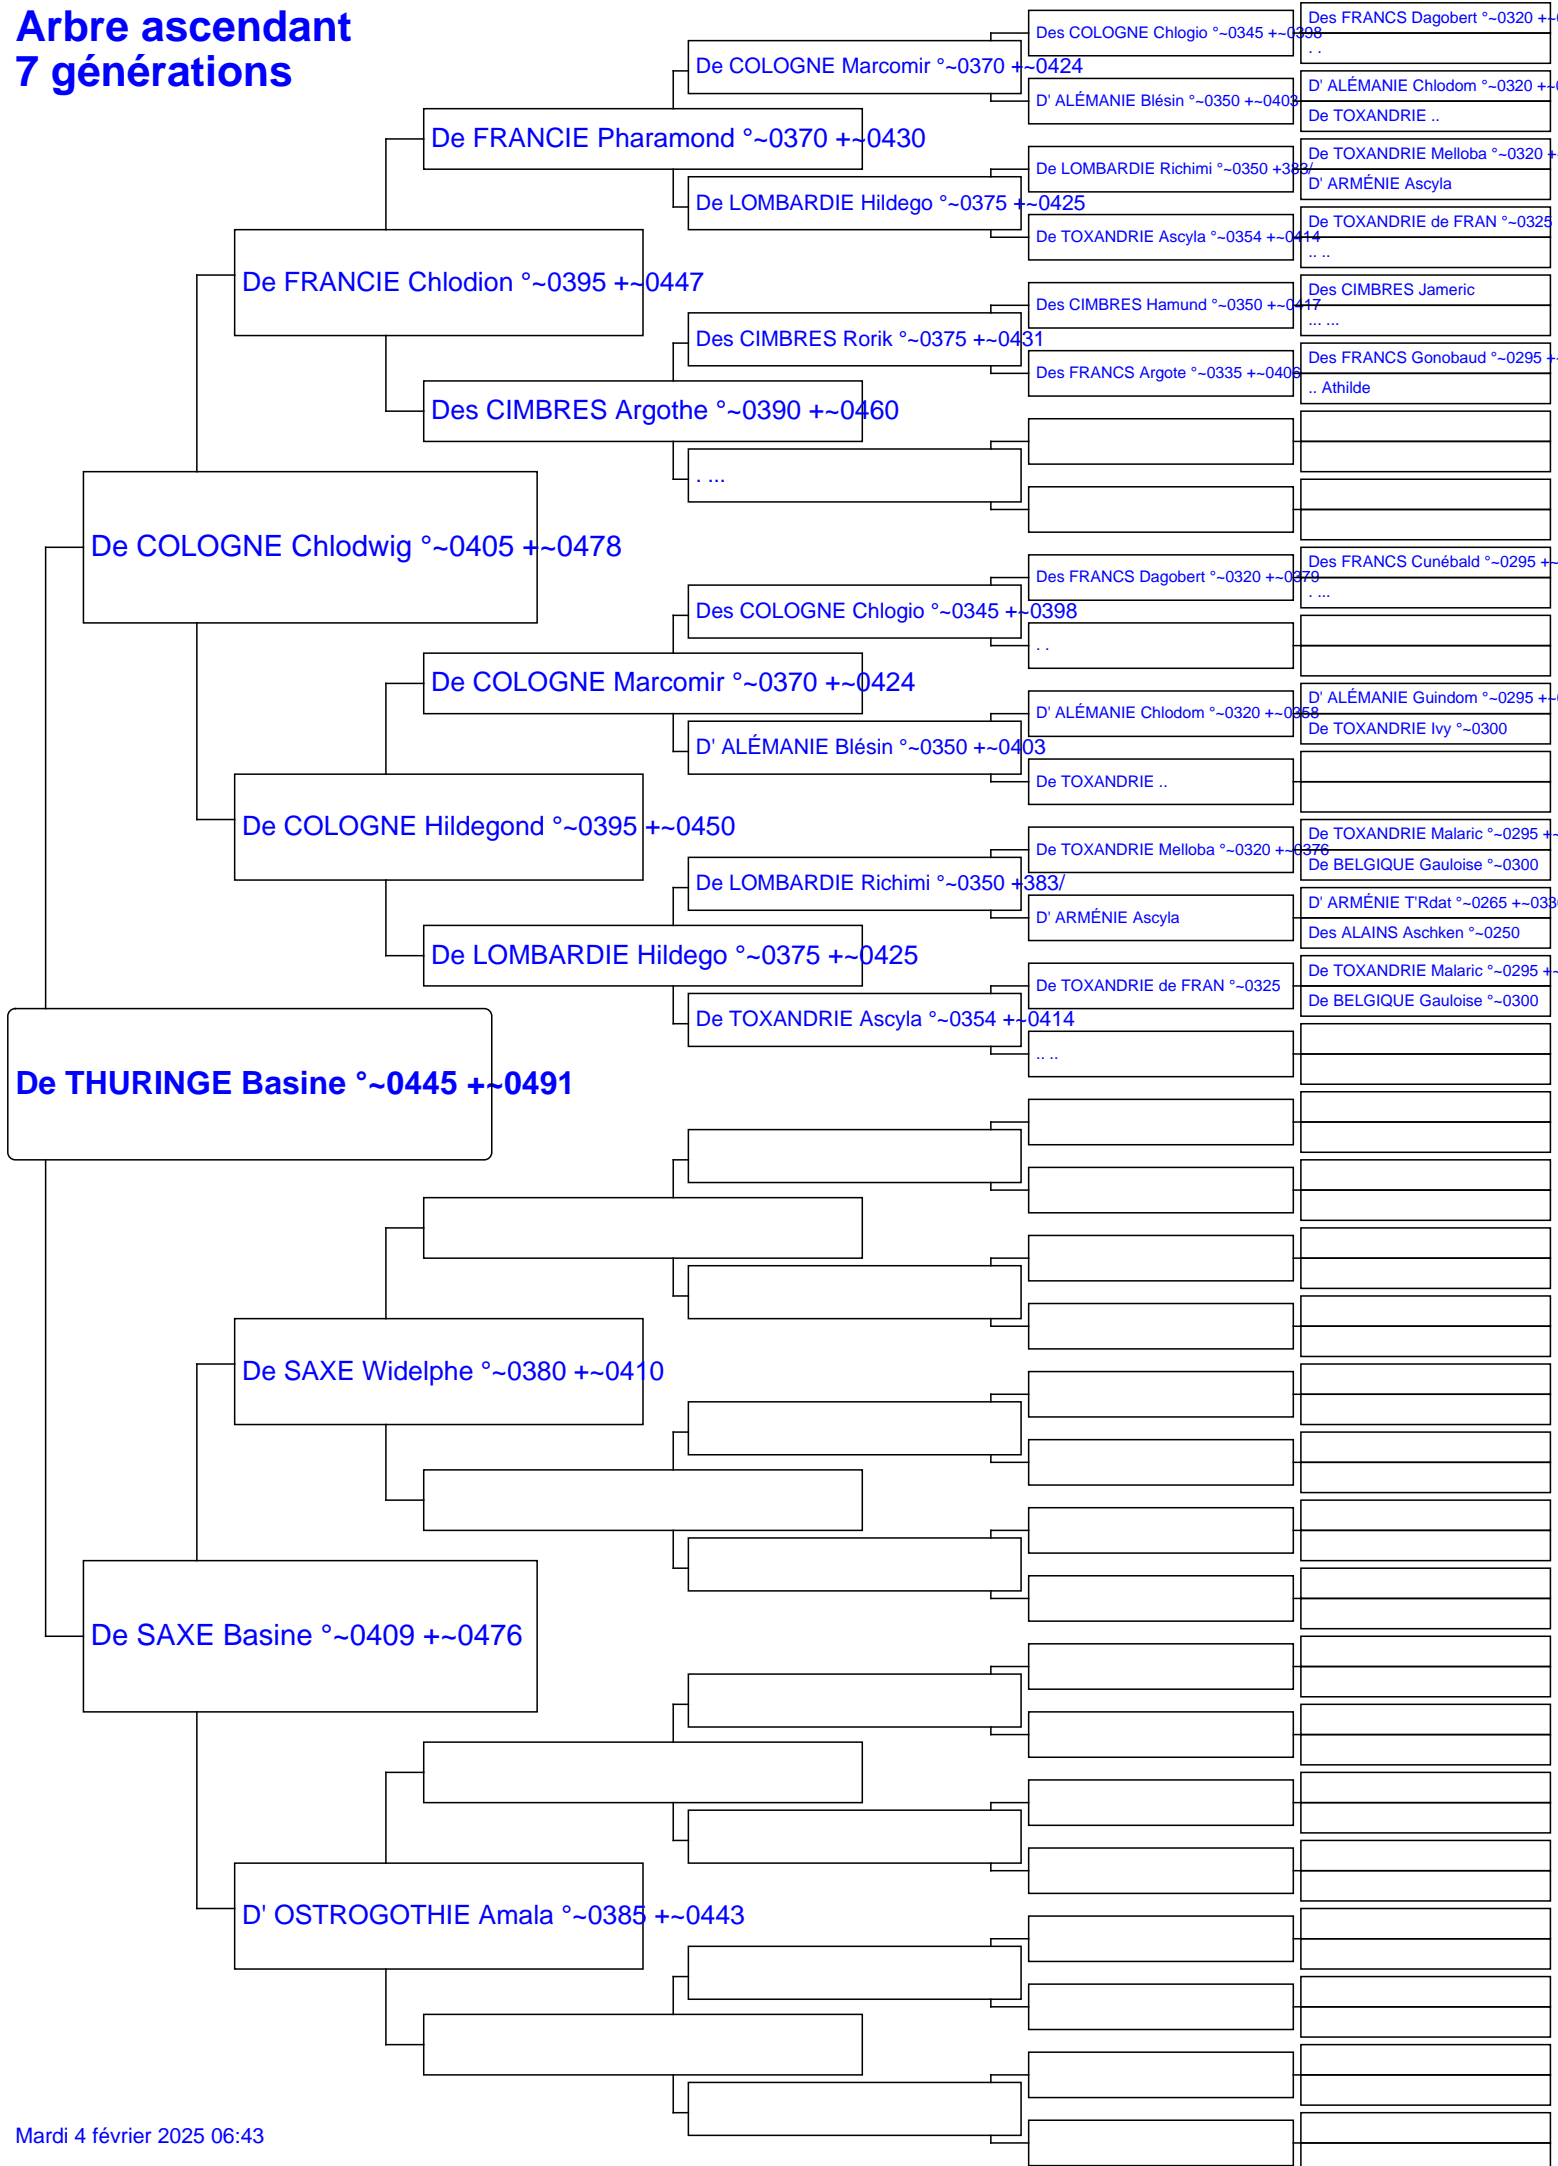 Arbre ascendant
7 générations
De THURINGE Basine °~0445 +~0491
De COLOGNE Chlodwig °~0405 +~0478
De SAXE Basine °~0409 +~0476
De FRANCIE Chlodion °~0395 +~0447
De COLOGNE Hildegond °~0395 +~0450
De SAXE Widelphe °~0380 +~0410
D' OSTROGOTHIE Amala °~0385 +~0443
De FRANCIE Pharamond °~0370 +~0430
Des CIMBRES Argothe °~0390 +~0460
De COLOGNE Marcomir °~0370 +~0424
De LOMBARDIE Hildego °~0375 +~0425
De COLOGNE Marcomir °~0370 +~0424
De LOMBARDIE Hildego °~0375 +~0425
Des CIMBRES Rorik °~0375 +~0431
. ...
Des COLOGNE Chlogio °~0345 +~0398
D' ALÉMANIE Blésin °~0350 +~0403
De LOMBARDIE Richimi °~0350 +383/
De TOXANDRIE Ascyla °~0354 +~0414
Des COLOGNE Chlogio °~0345 +~0398
D' ALÉMANIE Blésin °~0350 +~0403
De LOMBARDIE Richimi °~0350 +383/
De TOXANDRIE Ascyla °~0354 +~0414
Des CIMBRES Hamund °~0350 +~0417
Des FRANCS Argote °~0335 +~0406
Des FRANCS Dagobert °~0320 +~0379
. .
D' ALÉMANIE Chlodom °~0320 +~0358
De TOXANDRIE ..
De TOXANDRIE Melloba °~0320 +~0376
D' ARMÉNIE Ascyla
De TOXANDRIE de FRAN °~0325
.. ..
Des FRANCS Dagobert °~0320 +~0
. .
D' ALÉMANIE Chlodom °~0320 +~0
De TOXANDRIE ..
De TOXANDRIE Melloba °~0320 +
D' ARMÉNIE Ascyla
De TOXANDRIE de FRAN °~0325
.. ..
Des CIMBRES Jameric
... ...
Des FRANCS Gonobaud °~0295 +
.. Athilde
Des FRANCS Cunébald °~0295 +~
. ...
D' ALÉMANIE Guindom °~0295 +~0
De TOXANDRIE Ivy °~0300
De TOXANDRIE Malaric °~0295 +~
De BELGIQUE Gauloise °~0300
D' ARMÉNIE T'Rdat °~0265 +~033
Des ALAINS Aschken °~0250
De TOXANDRIE Malaric °~0295 +~
De BELGIQUE Gauloise °~0300
Mardi 4 février 2025 06:43